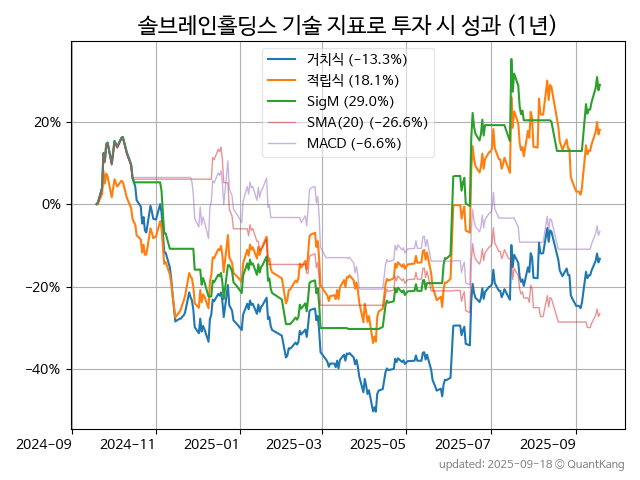 솔브레인홀딩스 기술 지표로 투자 시 성과 (1년)
거치식 (−13.3%)
적립식 (18.1%)
SigM (29.0%)
SMA(20) (−26.6%)
MACD (−6.6%)
20%
0%
−20%
−40%
2024-09 2024-11 2025-01 2025-03 2025-05 2025-07 2025-09
updated: 2025-09-18 ⓒ QuantKang